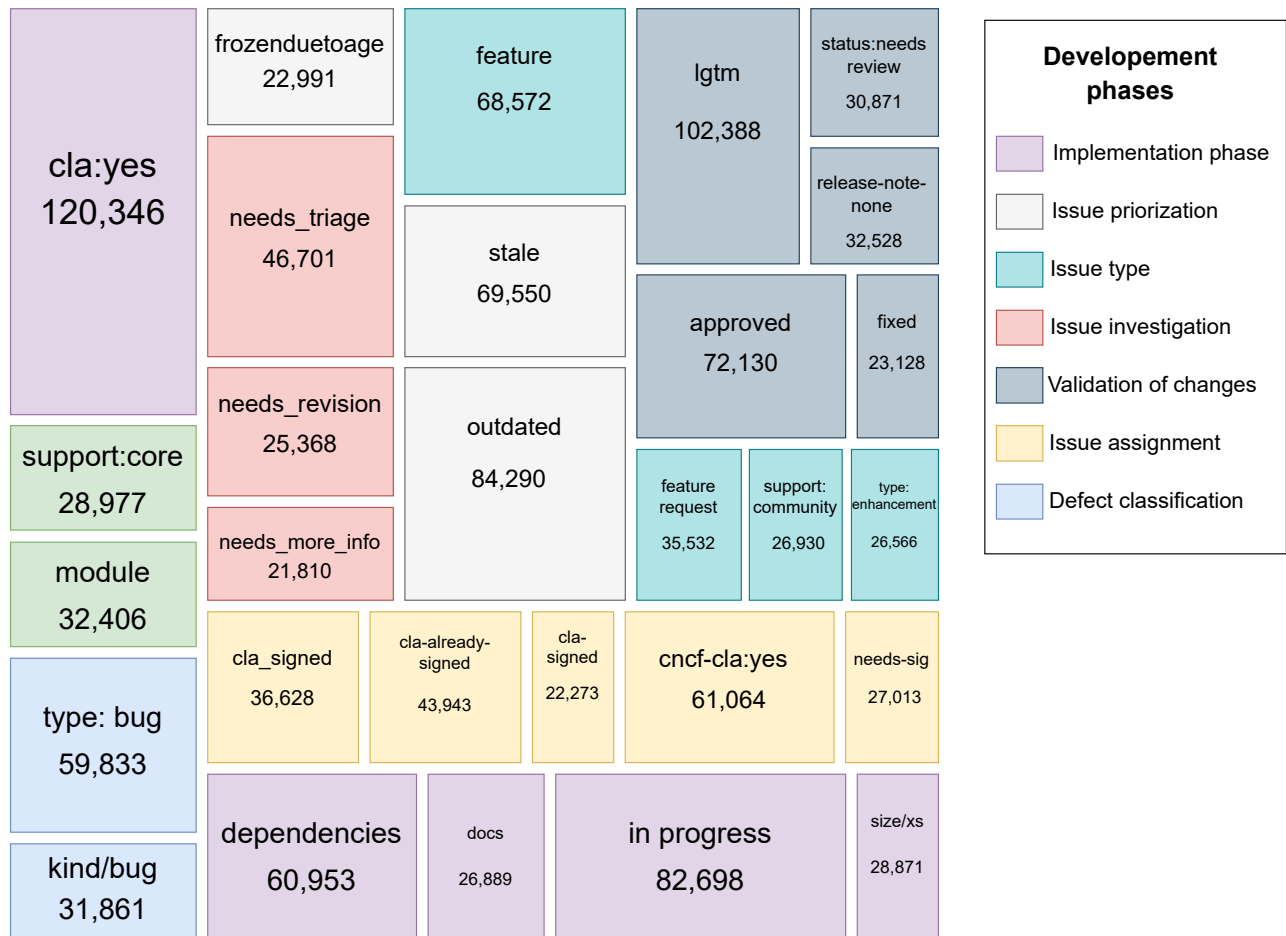 cla:yes
120,346
support:core
28,977
module
32,406
type: bug
59,833
kind/bug
31,861
frozenduetoage
22,991
needs_triage
46,701
needs_revision
25,368
needs_more_info
21,810
feature
68,572
stale
69,550
outdated
84,290
lgtm
102,388
status:needs
review
30,871
release-note-
none
32,528
approved
72,130
fixed
23,128
feature
request
35,532
support:
community
26,930
type:
enhancement
26,566
cla_signed
36,628
cla-already-
signed
43,943
cla-
signed
22,273
cncf-cla:yes
61,064
needs-sig
27,013
dependencies
60,953
docs
26,889
in progress
82,698
size/xs
28,871
Developement
phases
Implementation phase
Issue priorization
Issue type
Issue investigation
Validation of changes
Issue assignment
Defect classification